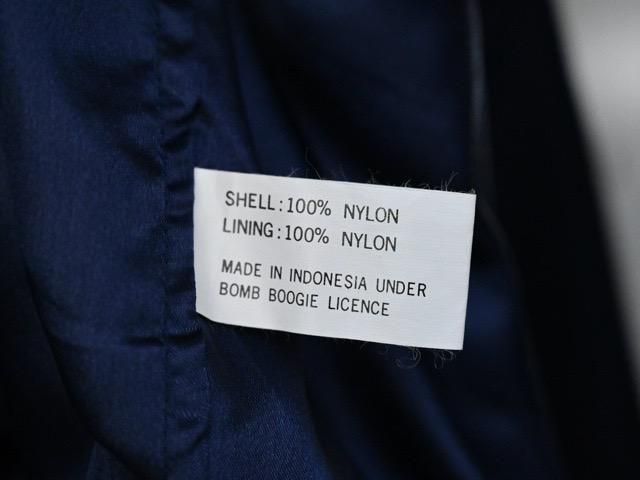 SHELL:100% NYLON
LINING:100% NYLON
MADE IN INDONESIA UNDER
BOMB BOOGIE LICENCE